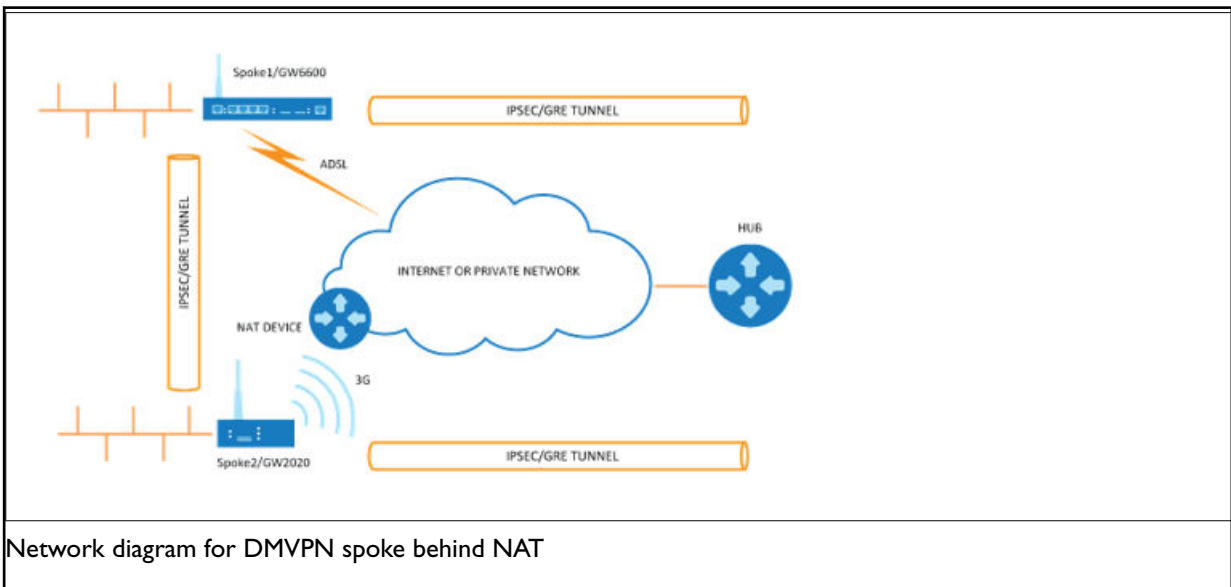 Spoke1/GW6600
IPSEC/GRE TUNNEL
ADSL
IPSEC/GRE TUNNEL
HUB
INTERNET OR PRIVATE NETWORK
NAT DEVICE
3G
Spoke2/GW2020
IPSEC/GRE TUNNEL
Network diagram for DMVPN spoke behind NAT